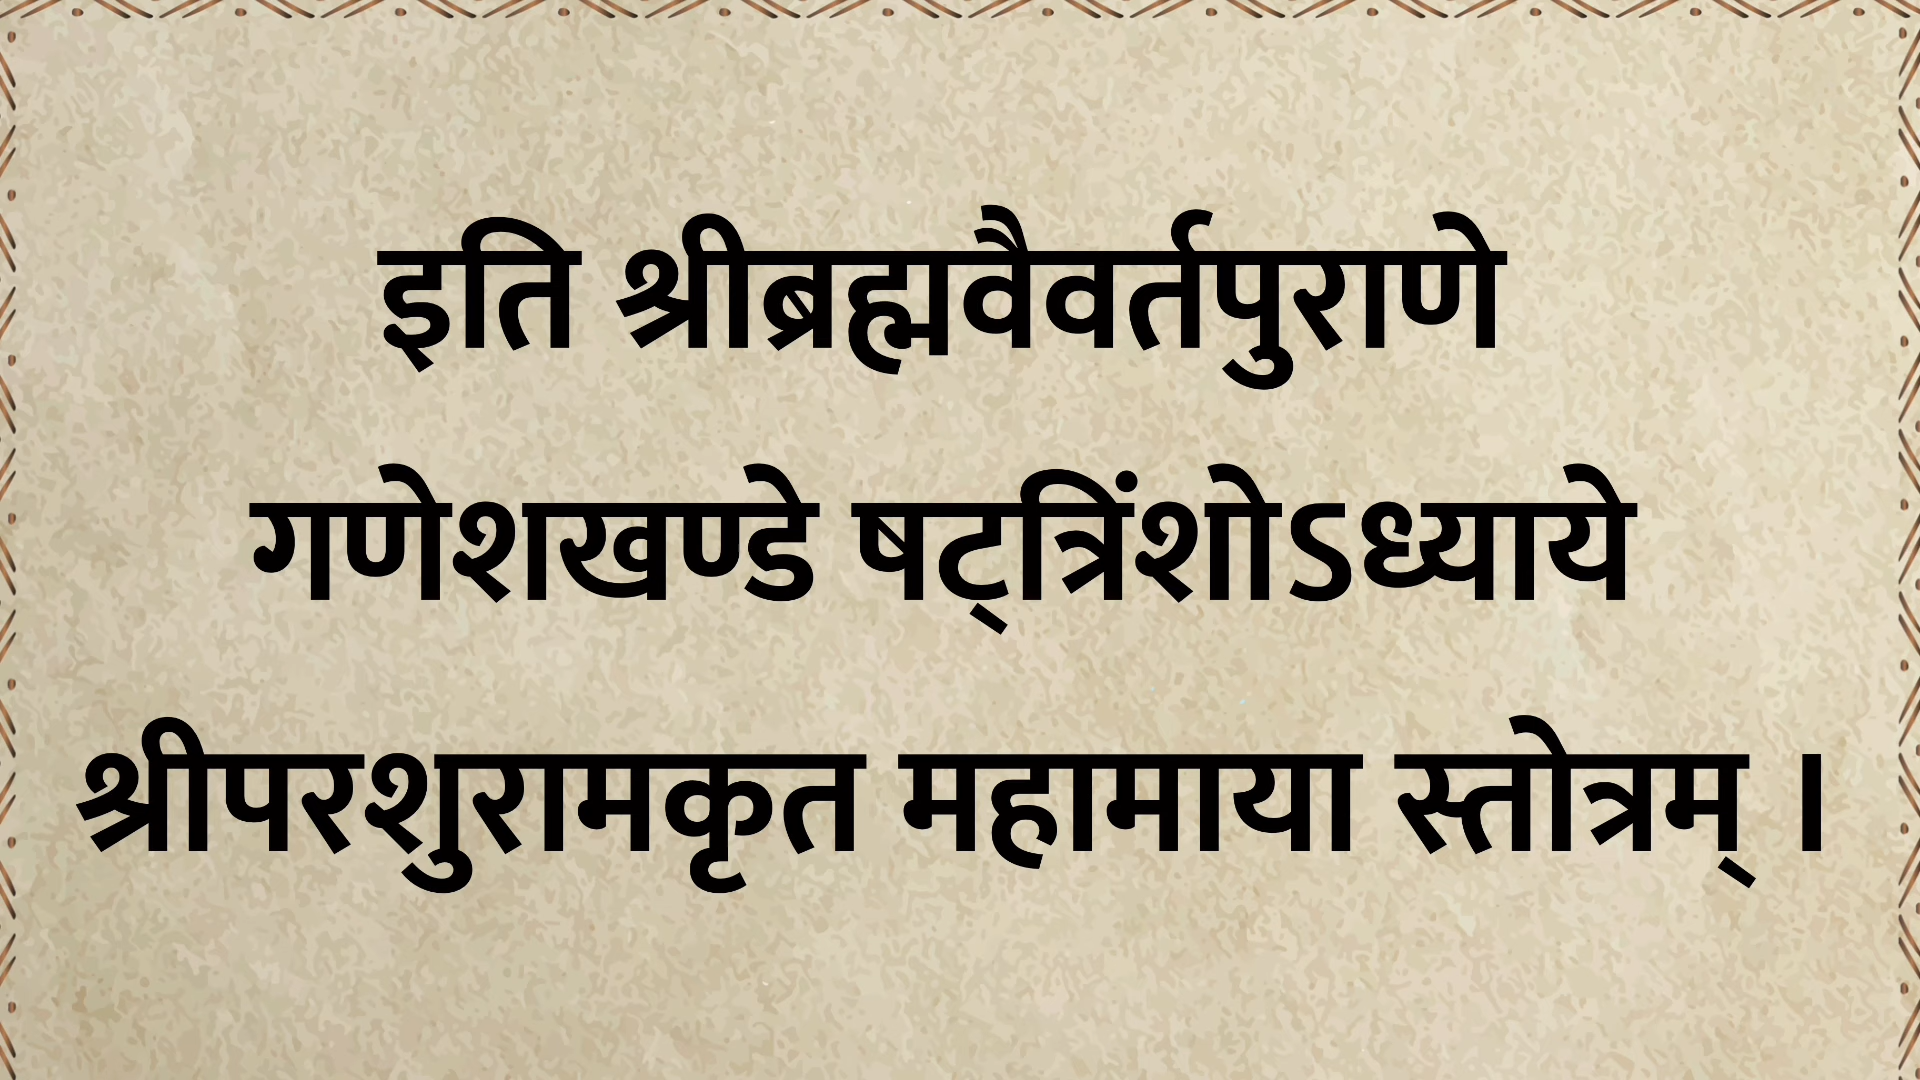 इति श्रीब्रह्मवैवर्तपुराणे
गणेशखण्डे षट्त्रिंशोऽध्याये
श्रीपरशुरामकृत महामाया स्तोत्रम् ।